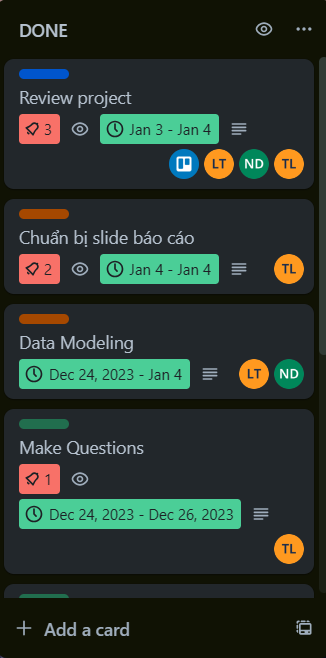 DONE
Review project
3
Jan 3 - Jan 4
LT ND TL
Chuẩn bị slide báo cáo
2
Jan 4 - Jan 4
TL
Data Modeling
Dec 24, 2023 - Jan 4
LT ND
Make Questions
1
Dec 24, 2023 - Dec 26, 2023
TL
Add a card